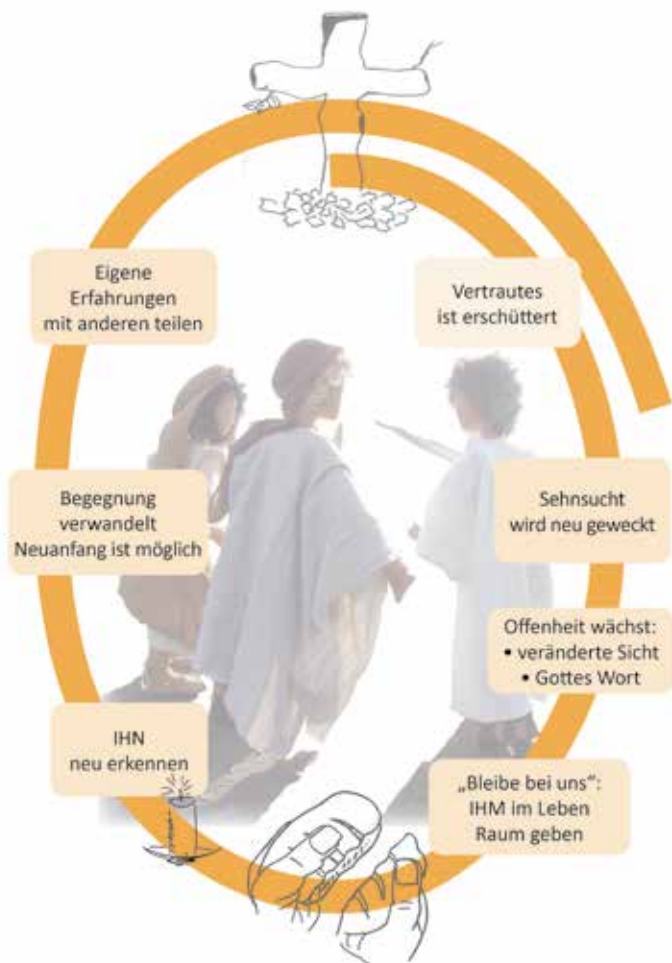 Vertrautes
ist erschüttert
Sehnsucht
wird neu geweckt
Offenheit wächst:
• veränderte Sicht
• Gottes Wort
„Bleibe bei uns“:
IHM im Leben
Raum geben
IHN
neu erkennen
Begegnung
verwandelt
Neuanfang ist möglich
Eigene
Erfahrungen
mit anderen teilen